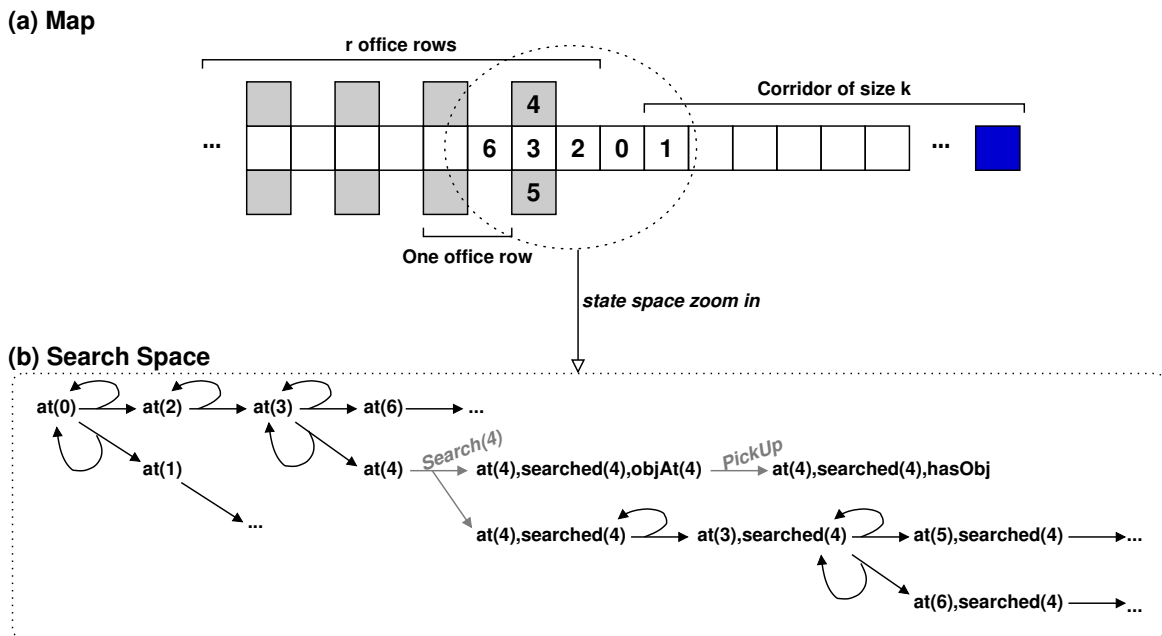 (a) Map
r office rows
Corridor of size k
4
... 6 3 2 0 1 ...
5
One office row
state space zoom in
(b) Search Space
at(0) at(2) at(3) at(6) ...
Search(4) PickUp
at(1) at(4) at(4),searched(4),objAt(4) at(4),searched(4),hasObj
...
at(4),searched(4) at(3),searched(4) at(5),searched(4) ...
at(6),searched(4) ...